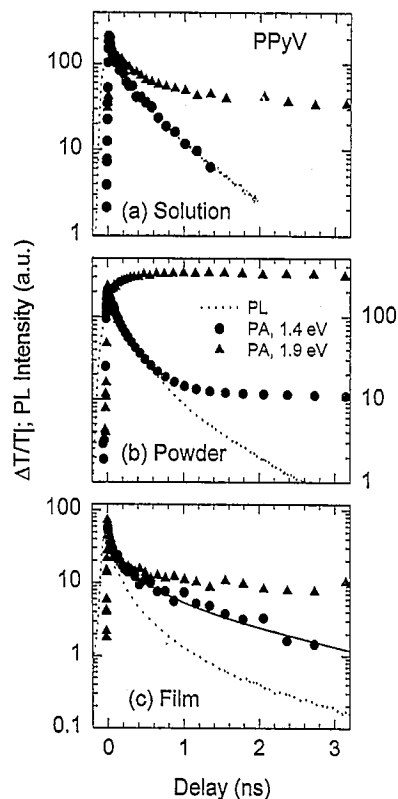 PPyV
100
10
1
(a) Solution
ΔT/T|; PL Intensity (a.u.)
PL
PA, 1.4 eV
PA, 1.9 eV
100
10
1
(b) Powder
100
10
1
0.1
(c) Film
0 1 2 3
Delay (ns)